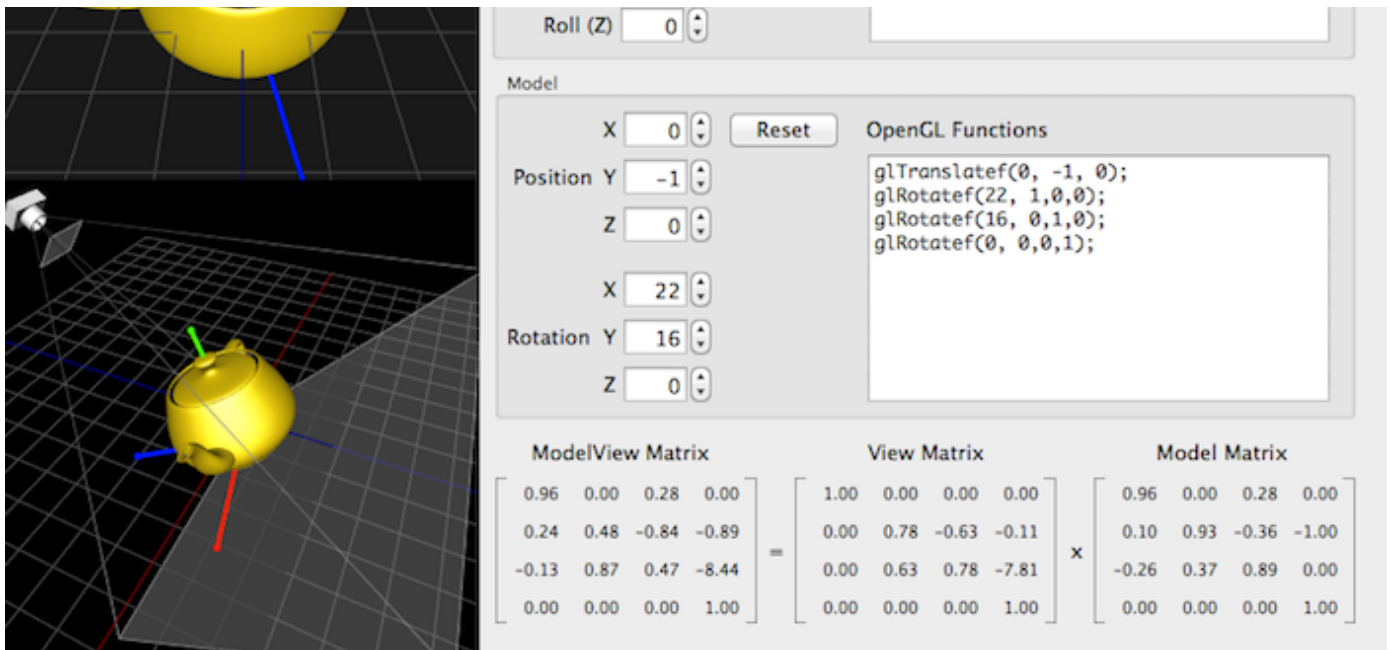 Roll (Z) 0
Model
X 0 Reset OpenGL Functions
Position Y -1
Z 0
glTranslatef(0, -1, 0);
glRotatef(22, 1,0,0);
glRotatef(16, 0,1,0);
glRotatef(0, 0,0,1);
X 22
Rotation Y 16
Z 0
ModelView Matrix View Matrix Model Matrix
0.96 0.00 0.28 0.00 1.00 0.00 0.00 0.00 0.96 0.00 0.28 0.00
0.24 0.48 -0.84 -0.89 0.00 0.78 -0.63 -0.11 0.10 0.93 -0.36 -1.00
= x
-0.13 0.87 0.47 -8.44 0.00 0.63 0.78 -7.81 -0.26 0.37 0.89 0.00
0.00 0.00 0.00 1.00 0.00 0.00 0.00 1.00 0.00 0.00 0.00 1.00